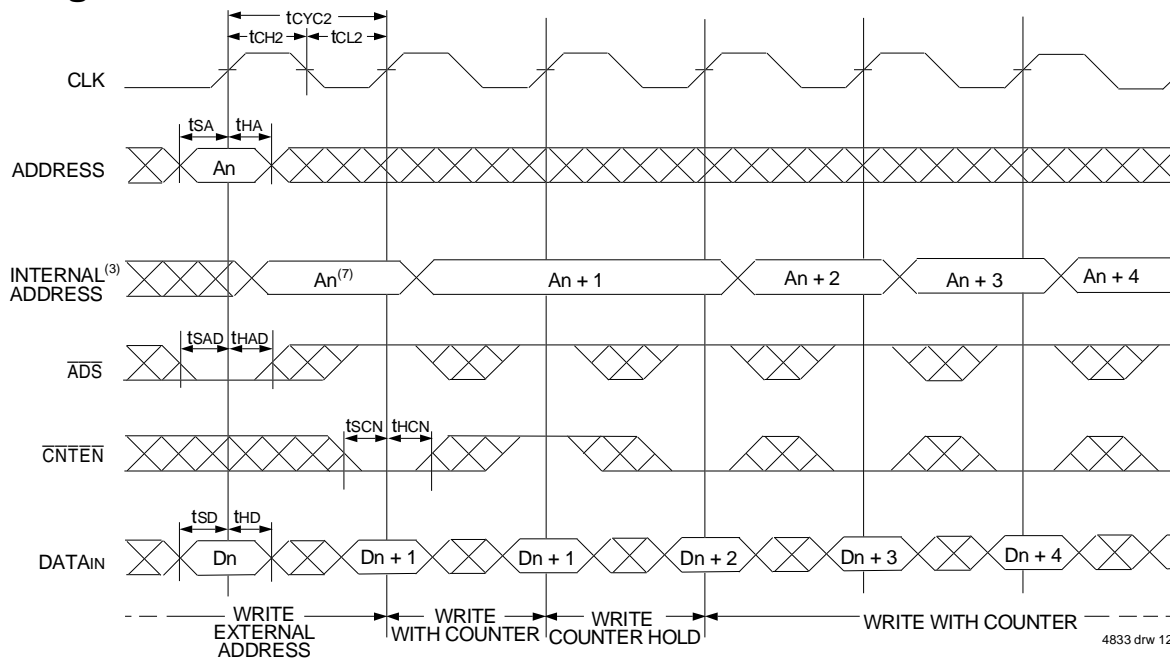 tCYC2
tCH2 tCL2
CLK
tSA tHA
ADDRESS An
INTERNAL(3)
ADDRESS
An(7) An + 1 An + 2 An + 3 An + 4
tSAD tHAD
ADS
tSCN tHCN
CNTEN
tSD tHD
DATAIN Dn Dn + 1 Dn + 1 Dn + 2 Dn + 3 Dn + 4
WRITE
EXTERNAL
ADDRESS
WRITE
WITH COUNTER
WRITE
COUNTER HOLD
WRITE WITH COUNTER
4833 drw 12